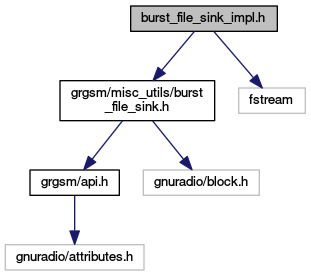 burst_file_sink_impl.h
grgsm/misc_utils/burst
_file_sink.h
fstream
grgsm/api.h
gnuradio/block.h
gnuradio/attributes.h